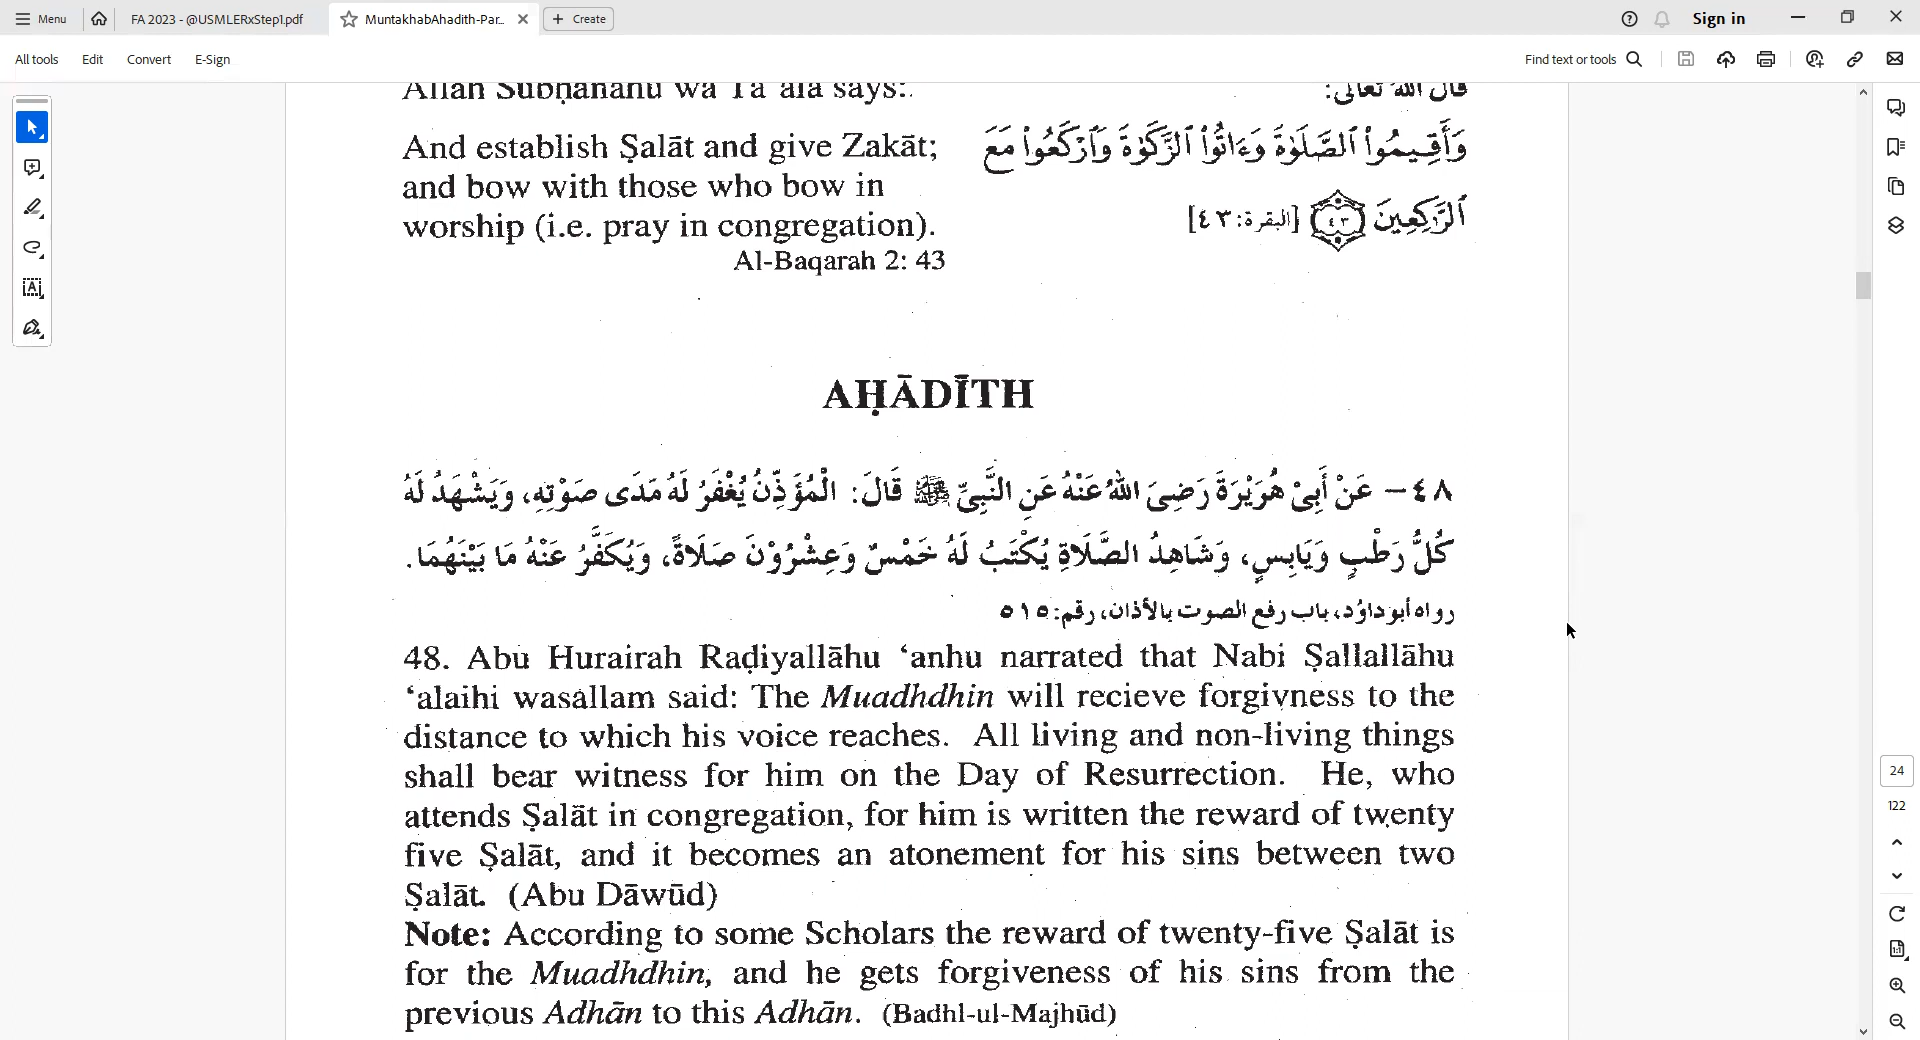 Menu
FA 2023 - @USMLERxStep1.pdf
MuntakhabAhadith-Par...
Create
Sign in
All tools
Edit
Convert
E-Sign
Find text or tools
Allah Subḥānahu wa Ta'ala says:
قال الله تعالى:
And establish Ṣalāt and give Zakāt;
and bow with those who bow in
worship (i.e. pray in congregation).
Al-Baqarah 2: 43
وَأَقِيمُوا۟ ٱلصَّلَوٰةَ وَءَاتُوا۟ ٱلزَّكَوٰةَ وَٱرْكَعُوا۟ مَعَ
ٱلرَّٰكِعِينَ ٤٣ [البقرة:٤٣]
AḤĀDĪTH
٤٨ - عَنْ أَبِيْ هُرَيْرَةَ رَضِيَ اللهُ عَنْهُ عَنِ النَّبِيِّ ﷺ قَالَ: الْمُؤَذِّنُ يُغْفَرُ لَهُ مَدَى صَوْتِهِ، وَيَشْهَدُ لَهُ
كُلُّ رَطْبٍ وَيَابِسٍ، وَشَاهِدُ الصَّلَاةِ يُكْتَبُ لَهُ خَمْسٌ وَعِشْرُوْنَ صَلَاةً، وَيُكَفَّرُ عَنْهُ مَا بَيْنَهُمَا.
رواه أبوداؤد، باب رفع الصوت بالأذان، رقم:٥١٥
48. Abu Hurairah Raḍiyallāhu ‘anhu narrated that Nabi Ṣallallāhu
‘alaihi wasallam said: The Muadhdhin will recieve forgivness to the
distance to which his voice reaches. All living and non-living things
shall bear witness for him on the Day of Resurrection. He, who
attends Ṣalāt in congregation, for him is written the reward of twenty
five Ṣalāt, and it becomes an atonement for his sins between two
Ṣalāt. (Abu Dāwūd)
Note: According to some Scholars the reward of twenty-five Ṣalāt is
for the Muadhdhin, and he gets forgiveness of his sins from the
previous Adhān to this Adhān. (Badhl-ul-Majhūd)
24
122